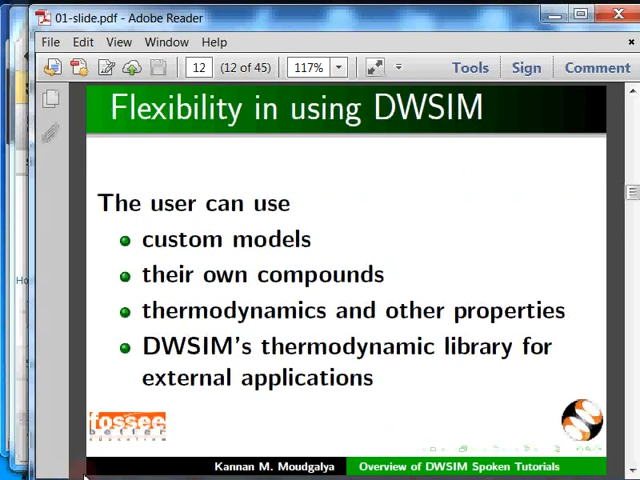 01-slide.pdf - Adobe Reader
File Edit View Window Help
12 (12 of 45) 117% Tools Sign Comment
Flexibility in using DWSIM
The user can use
custom models
their own compounds
thermodynamics and other properties
DWSIM's thermodynamic library for
external applications
fossee
better
education
Kannan M. Moudgalya Overview of DWSIM Spoken Tutorials